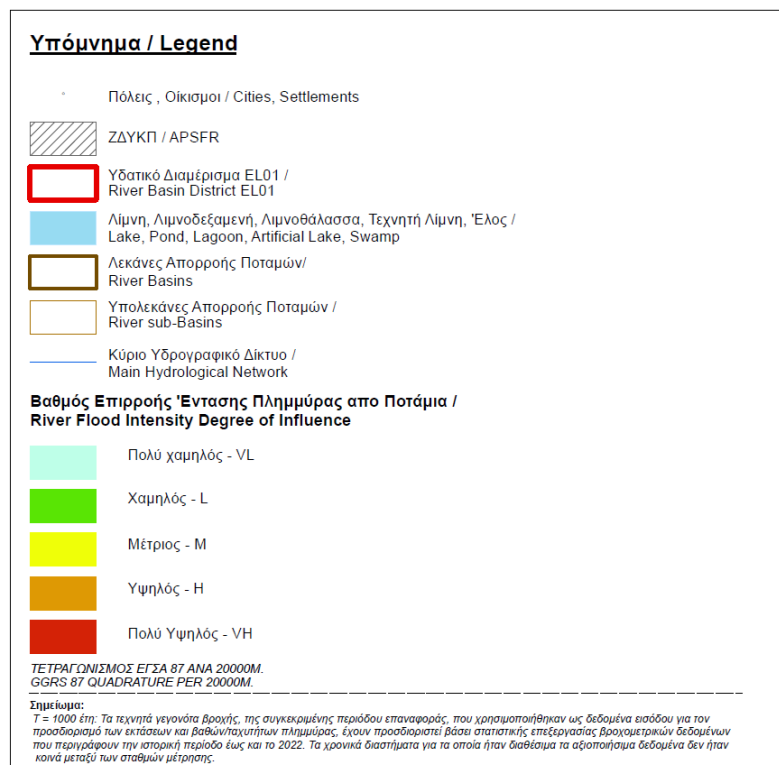 Υπόμνημα / Legend
Πόλεις , Οίκισμοι / Cities, Settlements
ΖΔΥΚΠ / APSFR
Υδατικό Διαμέρισμα EL01 /
River Basin District EL01
Λίμνη, Λιμνοδεξαμενή, Λιμνοθάλασσα, Τεχνητή Λίμνη, 'Ελος /
Lake, Pond, Lagoon, Artificial Lake, Swamp
Λεκάνες Απορροής Ποταμών/
River Basins
Υπολεκάνες Απορροής Ποταμών /
River sub-Basins
Κύριο Υδρογραφικό Δίκτυο /
Main Hydrological Network
Βαθμός Επιρροής 'Εντασης Πλημμύρας απο Ποτάμια /
River Flood Intensity Degree of Influence
Πολύ χαμηλός - VL
Χαμηλός - L
Μέτριος - M
Υψηλός - H
Πολύ Υψηλός - VH
ΤΕΤΡΑΓΩΝΙΣΜΟΣ ΕΓΣΑ 87 ΑΝΑ 20000Μ.
GGRS 87 QUADRATURE PER 20000M.
Σημείωμα:
T = 1000 έτη: Τα τεχνητά γεγονότα βροχής, της συγκεκριμένης περιόδου επαναφοράς, που χρησιμοποιήθηκαν ως δεδομένα εισόδου για τον
προσδιορισμό των εκτάσεων και βαθών/ταχυτήτων πλημμύρας, έχουν προσδιοριστεί βάσει στατιστικής επεξεργασίας βροχομετρικών δεδομένων
που περιγράφουν την ιστορική περίοδο έως και το 2022. Τα χρονικά διαστήματα για τα οποία ήταν διαθέσιμα τα αξιοποιήσιμα δεδομένα δεν ήταν
κοινά μεταξύ των σταθμών μέτρησης.